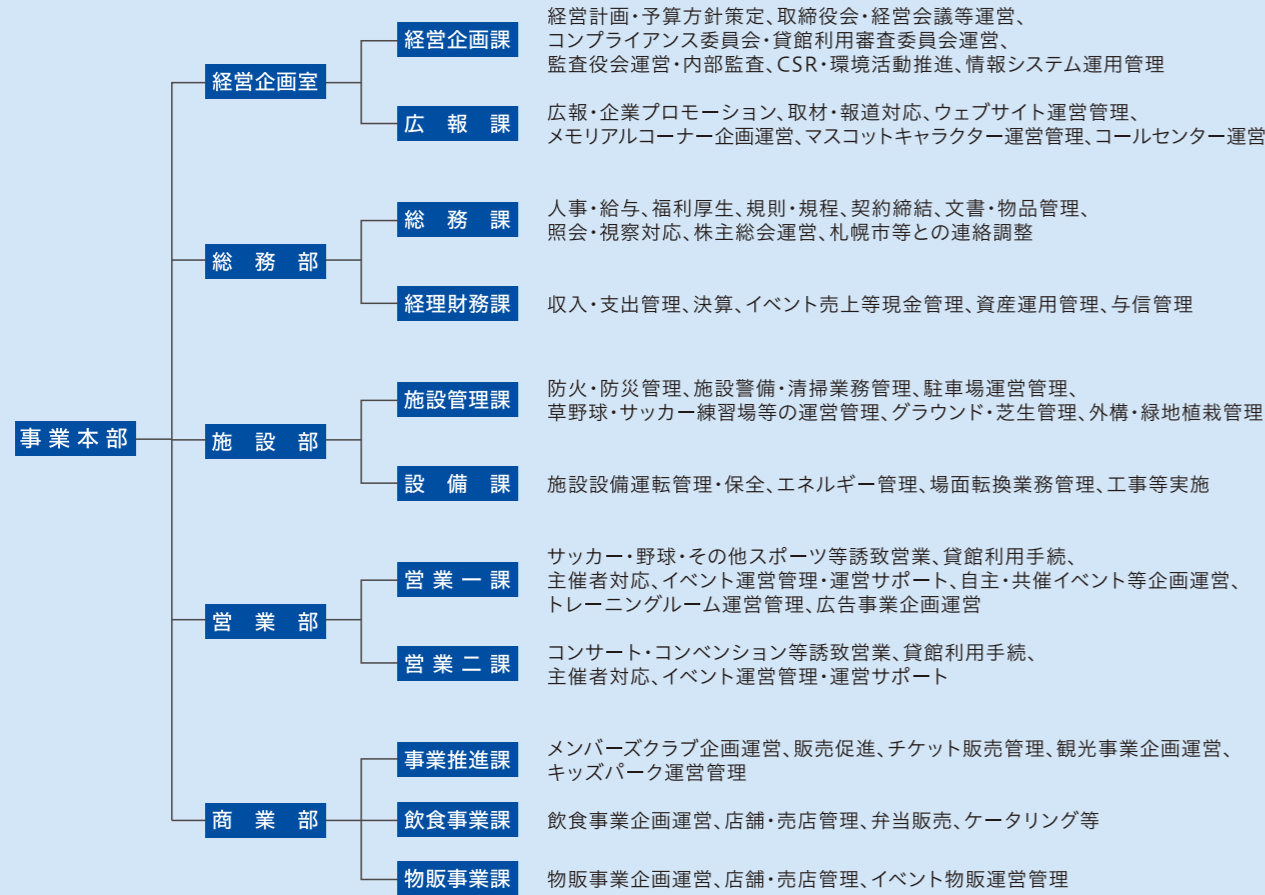 事業本部
経営企画室
経営企画課
経営計画・予算方針策定、取締役会・経営会議等運営、
コンプライアンス委員会・貸館利用審査委員会運営、
監査役会運営・内部監査、CSR・環境活動推進、情報システム運用管理
広報課
広報・企業プロモーション、取材・報道対応、ウェブサイト運営管理、
メモリアルコーナー企画運営、マスコットキャラクター運営管理、コールセンター運営
総務部
総務課
人事・給与、福利厚生、規則・規程、契約締結、文書・物品管理、
照会・視察対応、株主総会運営、札幌市等との連絡調整
経理財務課
収入・支出管理、決算、イベント売上等現金管理、資産運用管理、与信管理
施設部
施設管理課
防火・防災管理、施設警備・清掃業務管理、駐車場運営管理、
草野球・サッカー練習場等の運営管理、グラウンド・芝生管理、外構・緑地植栽管理
設備課
施設設備運転管理・保全、エネルギー管理、場面転換業務管理、工事等実施
営業部
営業一課
サッカー・野球・その他スポーツ等誘致営業、貸館利用手続、
主催者対応、イベント運営管理・運営サポート、自主・共催イベント等企画運営、
トレーニングルーム運営管理、広告事業企画運営
営業二課
コンサート・コンベンション等誘致営業、貸館利用手続、
主催者対応、イベント運営管理・運営サポート
商業部
事業推進課
メンバーズクラブ企画運営、販売促進、チケット販売管理、観光事業企画運営、
キッズパーク運営管理
飲食事業課
飲食事業企画運営、店舗・売店管理、弁当販売、ケータリング等
物販事業課
物販事業企画運営、店舗・売店管理、イベント物販運営管理